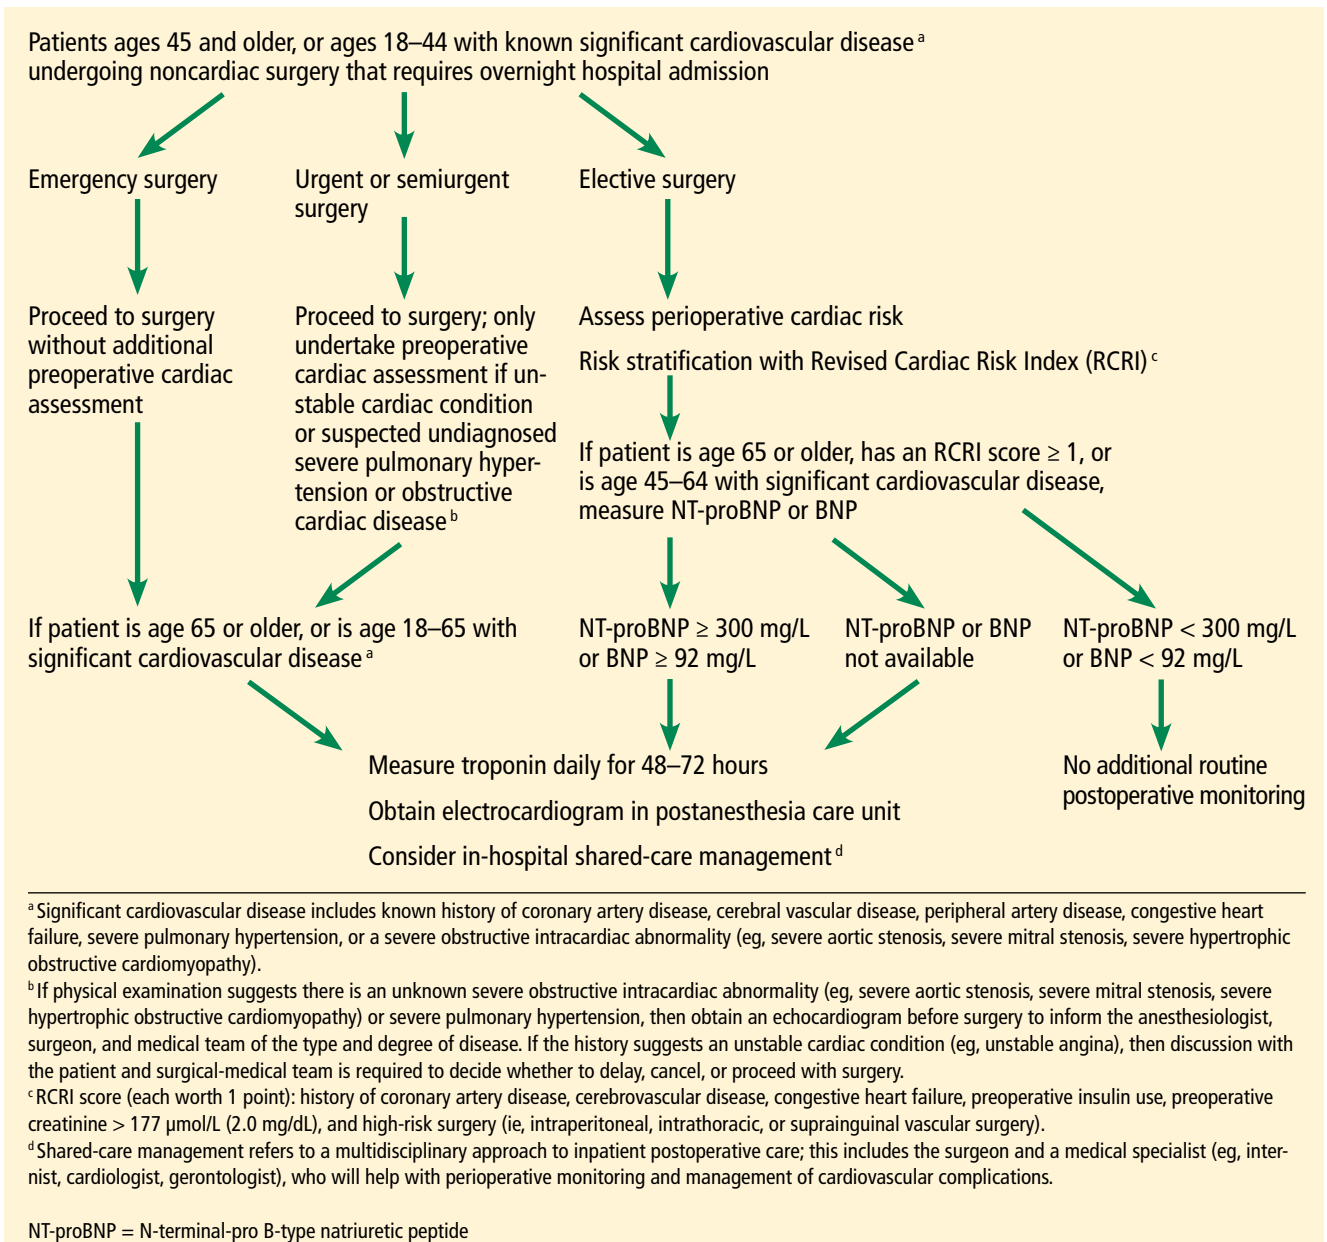 Patients ages 45 and older, or ages 18–44 with known significant cardiovascular disease a
undergoing noncardiac surgery that requires overnight hospital admission
Emergency surgery
Urgent or semiurgent
surgery
Elective surgery
Proceed to surgery
without additional
preoperative cardiac
assessment
Proceed to surgery; only
undertake preoperative
cardiac assessment if un-
stable cardiac condition
or suspected undiagnosed
severe pulmonary hyper-
tension or obstructive
cardiac disease b
Assess perioperative cardiac risk
Risk stratification with Revised Cardiac Risk Index (RCRI) c
If patient is age 65 or older, has an RCRI score ≥ 1, or
is age 45–64 with significant cardiovascular disease,
measure NT-proBNP or BNP
If patient is age 65 or older, or is age 18–65 with
significant cardiovascular disease a
NT-proBNP ≥ 300 mg/L
or BNP ≥ 92 mg/L
NT-proBNP or BNP
not available
NT-proBNP < 300 mg/L
or BNP < 92 mg/L
Measure troponin daily for 48–72 hours
Obtain electrocardiogram in postanesthesia care unit
Consider in-hospital shared-care management d
No additional routine
postoperative monitoring
a Significant cardiovascular disease includes known history of coronary artery disease, cerebral vascular disease, peripheral artery disease, congestive heart
failure, severe pulmonary hypertension, or a severe obstructive intracardiac abnormality (eg, severe aortic stenosis, severe mitral stenosis, severe hypertrophic
obstructive cardiomyopathy).
b If physical examination suggests there is an unknown severe obstructive intracardiac abnormality (eg, severe aortic stenosis, severe mitral stenosis, severe
hypertrophic obstructive cardiomyopathy) or severe pulmonary hypertension, then obtain an echocardiogram before surgery to inform the anesthesiologist,
surgeon, and medical team of the type and degree of disease. If the history suggests an unstable cardiac condition (eg, unstable angina), then discussion with
the patient and surgical-medical team is required to decide whether to delay, cancel, or proceed with surgery.
c RCRI score (each worth 1 point): history of coronary artery disease, cerebrovascular disease, congestive heart failure, preoperative insulin use, preoperative
creatinine > 177 µmol/L (2.0 mg/dL), and high-risk surgery (ie, intraperitoneal, intrathoracic, or suprainguinal vascular surgery).
d Shared-care management refers to a multidisciplinary approach to inpatient postoperative care; this includes the surgeon and a medical specialist (eg, inter-
nist, cardiologist, gerontologist), who will help with perioperative monitoring and management of cardiovascular complications.
NT-proBNP = N-terminal-pro B-type natriuretic peptide